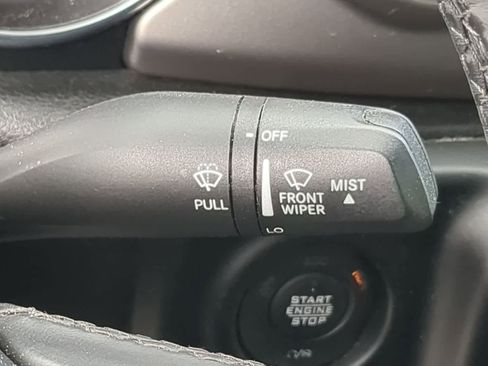 - OFF
PULL
FRONT
WIPER
MIST
LO
START
ENGINE
STOP